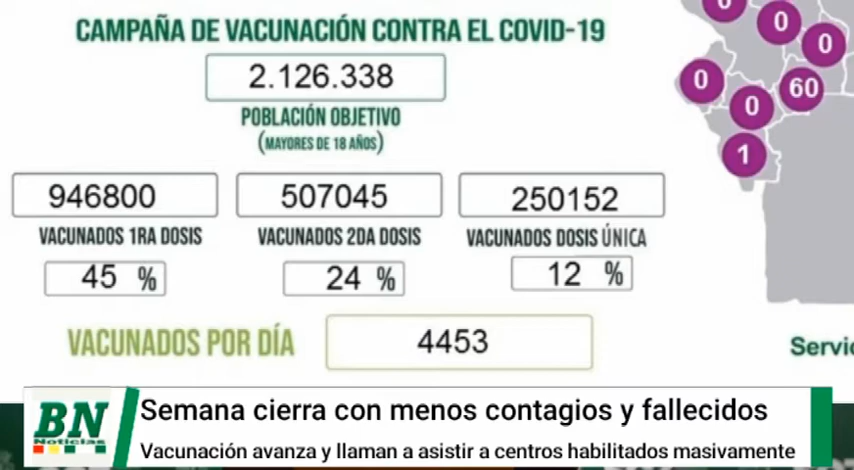 CAMPAÑA DE VACUNACIÓN CONTRA EL COVID-19
2.126.338
POBLACIÓN OBJETIVO
(MAYORES DE 18 AÑOS)
946800 507045 250152
VACUNADOS 1RA DOSIS VACUNADOS 2DA DOSIS VACUNADOS DOSIS ÚNICA
45 % 24 % 12 %
VACUNADOS POR DÍA 4453
0
0
0
0
60
0
1
Servic
BN
Noticias
Semana cierra con menos contagios y fallecidos
Vacunación avanza y llaman a asistir a centros habilitados masivamente